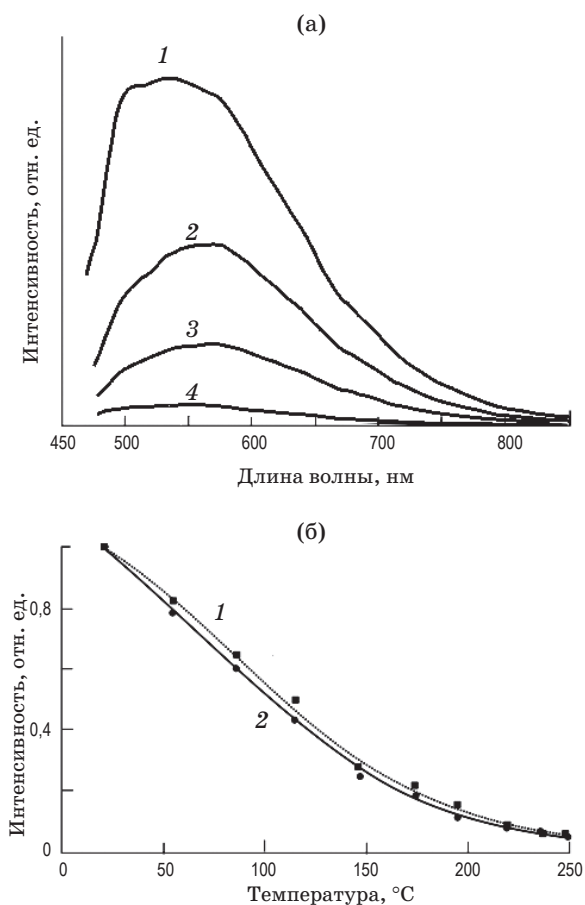 (а)
Интенсивность, отн. ед.
1
2
3
4
450 500 600 700 800
Длина волны, нм
(б)
Интенсивность, отн. ед.
0,8
0,4
0
1
2
0 50 100 150 200 250
Температура, °C